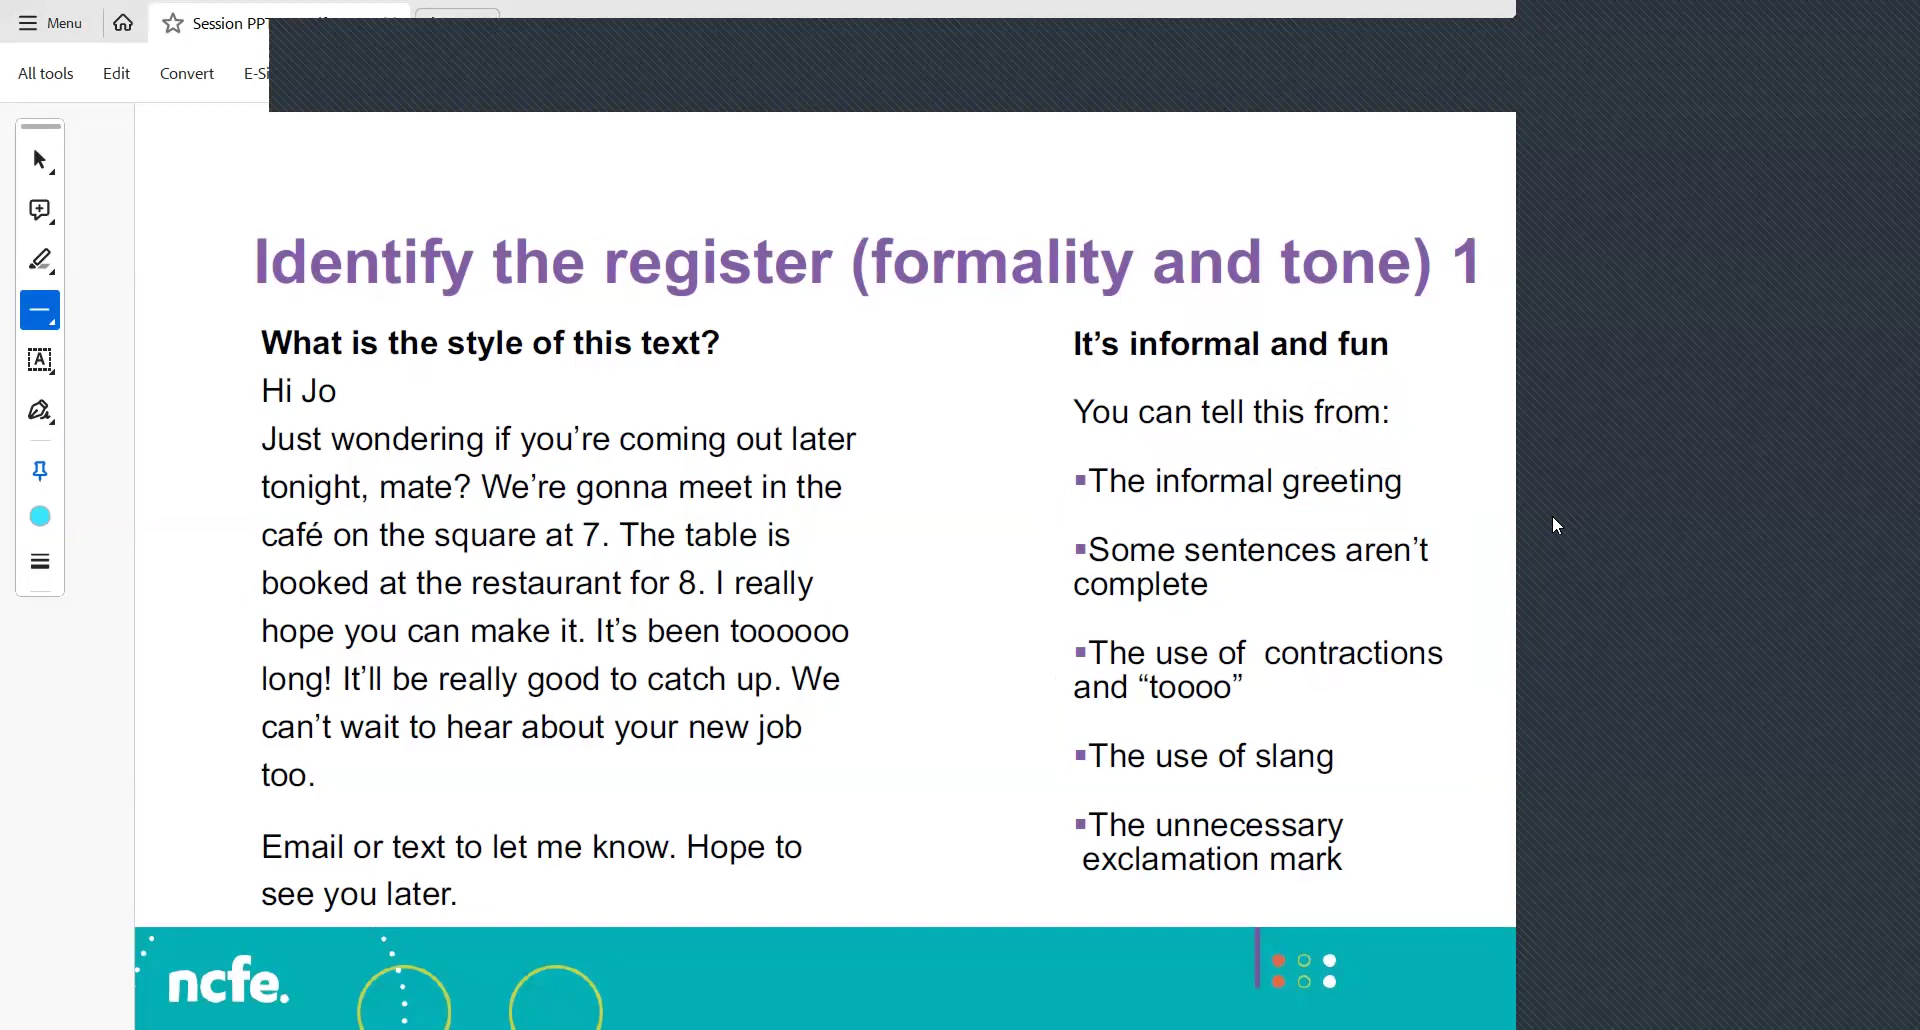 Menu
Session PPT
All tools Edit Convert
Identify the register (formality and tone) 1
What is the style of this text?
Hi Jo
Just wondering if you’re coming out later
tonight, mate? We’re gonna meet in the
café on the square at 7. The table is
booked at the restaurant for 8. I really
hope you can make it. It’s been toooooo
long! It’ll be really good to catch up. We
can’t wait to hear about your new job
too.
Email or text to let me know. Hope to
see you later.
It’s informal and fun
You can tell this from:
▪The informal greeting
▪Some sentences aren’t
complete
▪The use of  contractions
and “toooo”
▪The use of slang
▪The unnecessary
exclamation mark
ncfe.